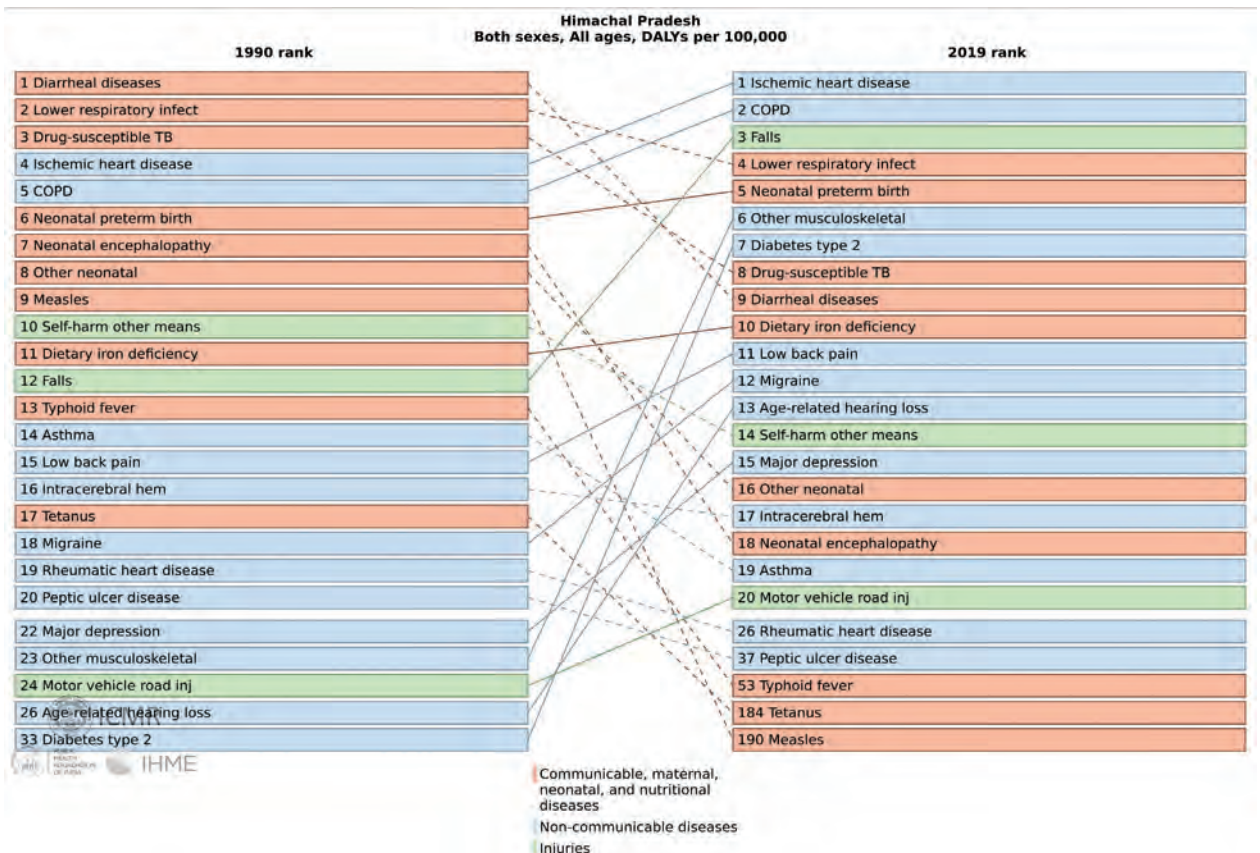 Himachal Pradesh
Both sexes, All ages, DALYs per 100,000
1990 rank
2019 rank
1 Diarrheal diseases
2 Lower respiratory infect
3 Drug-susceptible TB
4 Ischemic heart disease
5 COPD
6 Neonatal preterm birth
7 Neonatal encephalopathy
8 Other neonatal
9 Measles
10 Self-harm other means
11 Dietary iron deficiency
12 Falls
13 Typhoid fever
14 Asthma
15 Low back pain
16 Intracerebral hem
17 Tetanus
18 Migraine
19 Rheumatic heart disease
20 Peptic ulcer disease
22 Major depression
23 Other musculoskeletal
24 Motor vehicle road inj
26 Age-related hearing loss
33 Diabetes type 2
1 Ischemic heart disease
2 COPD
3 Falls
4 Lower respiratory infect
5 Neonatal preterm birth
6 Other musculoskeletal
7 Diabetes type 2
8 Drug-susceptible TB
9 Diarrheal diseases
10 Dietary iron deficiency
11 Low back pain
12 Migraine
13 Age-related hearing loss
14 Self-harm other means
15 Major depression
16 Other neonatal
17 Intracerebral hem
18 Neonatal encephalopathy
19 Asthma
20 Motor vehicle road inj
26 Rheumatic heart disease
37 Peptic ulcer disease
53 Typhoid fever
184 Tetanus
190 Measles
ICMR
PUBLIC
HEALTH
FOUNDATION
OF INDIA
IHME
Communicable, maternal,
neonatal, and nutritional
diseases
Non-communicable diseases
Injuries